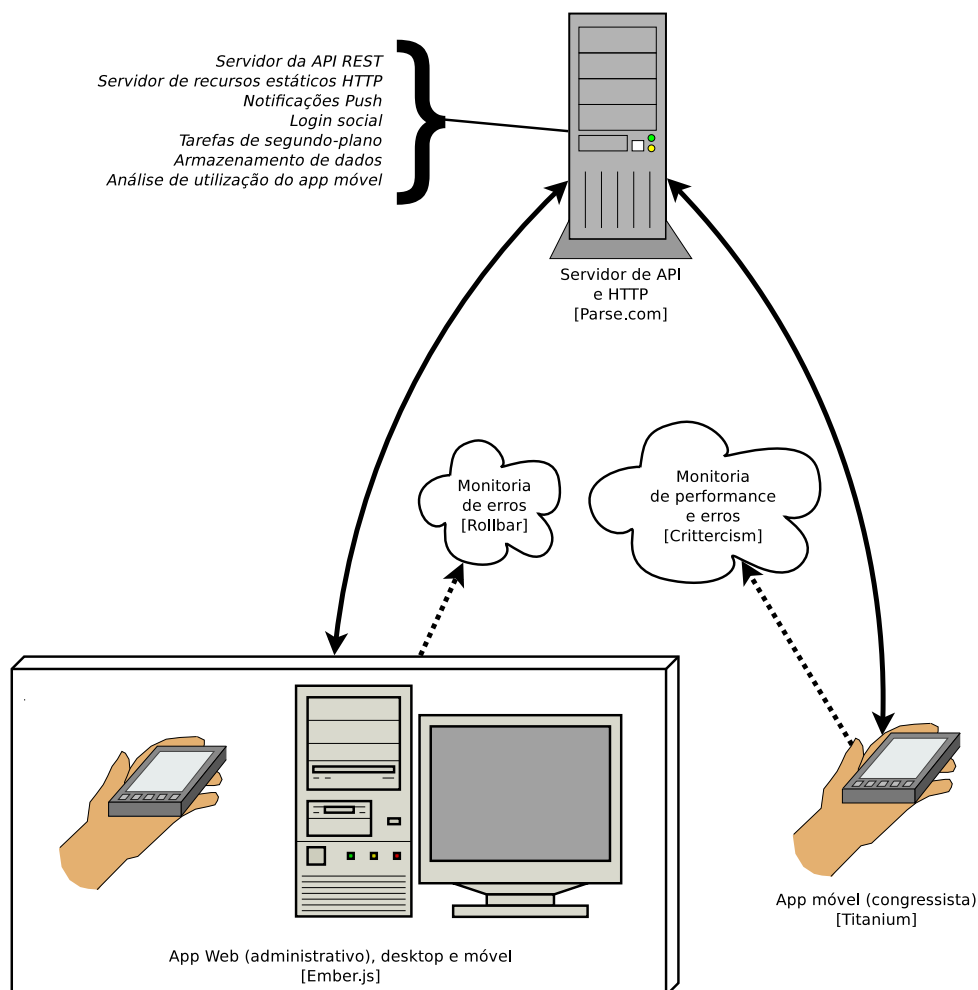 Servidor da API REST
Servidor de recursos estáticos HTTP
Notificações Push
Login social
Tarefas de segundo-plano
Armazenamento de dados
Análise de utilização do app móvel
Servidor de API
e HTTP
[Parse.com]
Monitoria
de erros
[Rollbar]
Monitoria
de performance
e erros
[Crittercism]
App móvel (congressista)
[Titanium]
App Web (administrativo), desktop e móvel
[Ember.js]